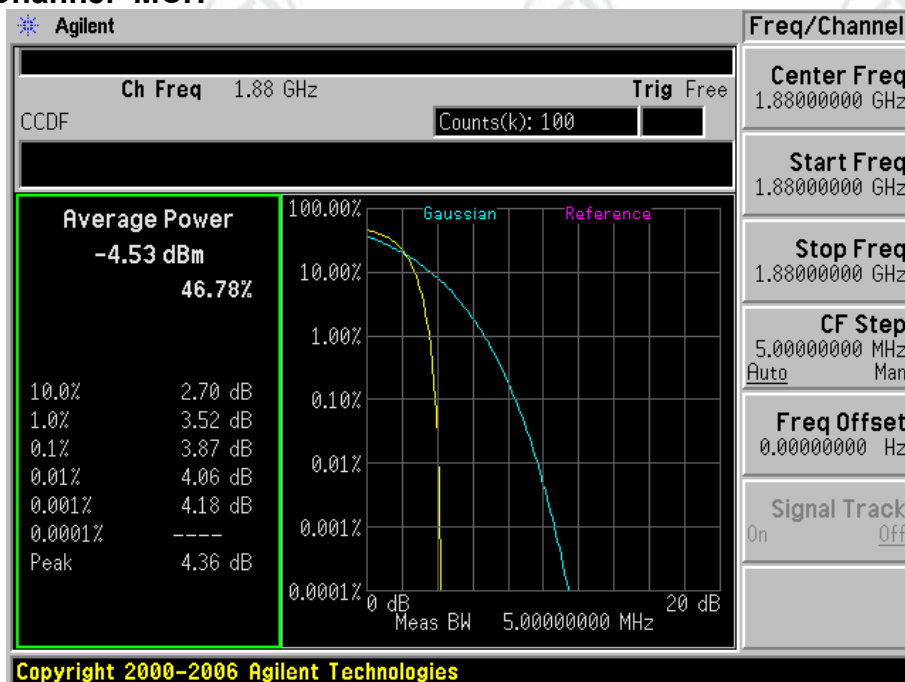 Agilent
Ch Freq 1.88 GHz Trig Free
CCDF Counts(k): 100
Average Power
-4.53 dBm
46.78%
10.0% 2.70 dB
1.0% 3.52 dB
0.1% 3.87 dB
0.01% 4.06 dB
0.001% 4.18 dB
0.0001% ----
Peak 4.36 dB
100.00%
10.00%
1.00%
0.10%
0.01%
0.001%
0.0001%
Gaussian Reference
0 dB 20 dB
Meas BW 5.00000000 MHz
Freq/Channel
Center Freq
1.88000000 GHz
Start Freq
1.88000000 GHz
Stop Freq
1.88000000 GHz
CF Step
5.00000000 MHz
Auto Man
Freq Offset
0.00000000 Hz
Signal Track
On Off
Copyright 2000-2006 Agilent Technologies